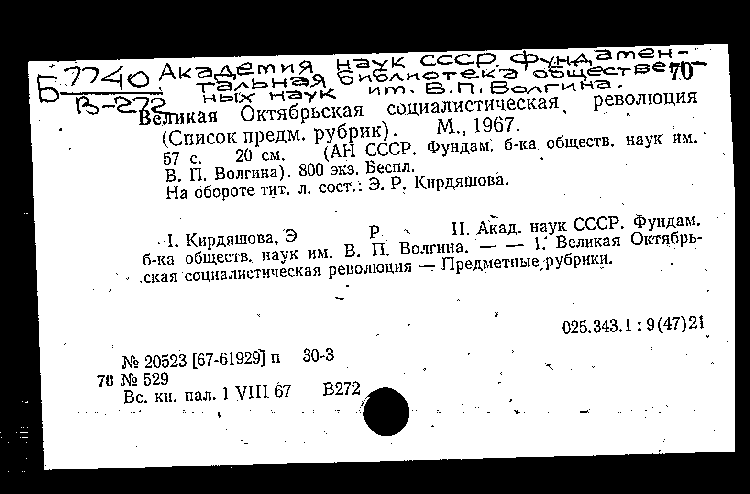 Б 7740
В-272
Академия наук СССР. Фундамен-
тальная библиотека обществен-
ных наук им. В.П. Волгина.
70
Великая Октябрьская социалистическая революция
(Список предм. рубрик). М., 1967.
57 с. 20 см. (АН СССР. Фундам. б-ка обществ. наук им.
В. П. Волгина). 800 экз. Беспл.
На обороте тит. л. сост.: Э. Р. Кирдяшова.
I. Кирдяшова, Э Р II. Акад. наук СССР. Фундам.
б-ка обществ. наук им. В. П. Волгина. — — 1. Великая Октябрь-
ская социалистическая революция — Предметные рубрики.
025.343.1 : 9(47)21
№ 20523 [67-61929] п 30-3
70 № 529
Вс. кн. пал. 1 VIII 67 В272